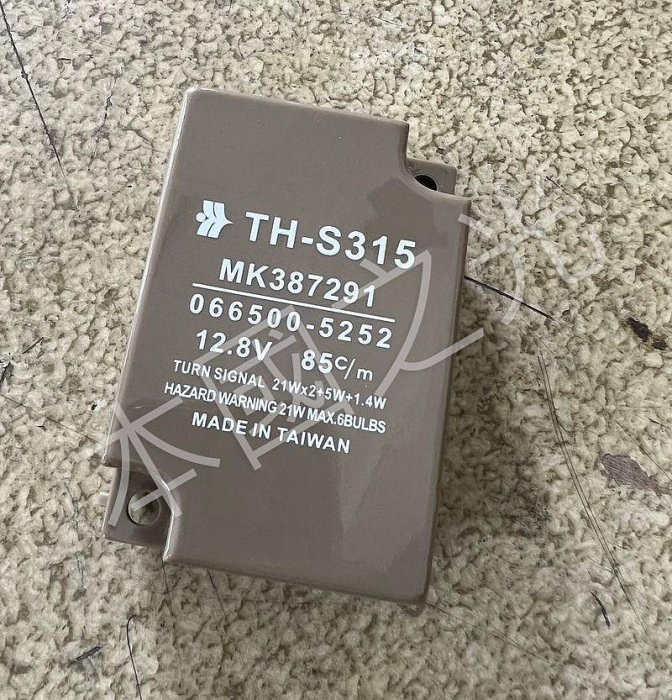 TH-S315
MK387291
066500-5252
12.8V 85c/m
TURN SIGNAL 21Wx2+5W+1.4W
HAZARD WARNING 21W MAX.6BULBS
MADE IN TAIWAN